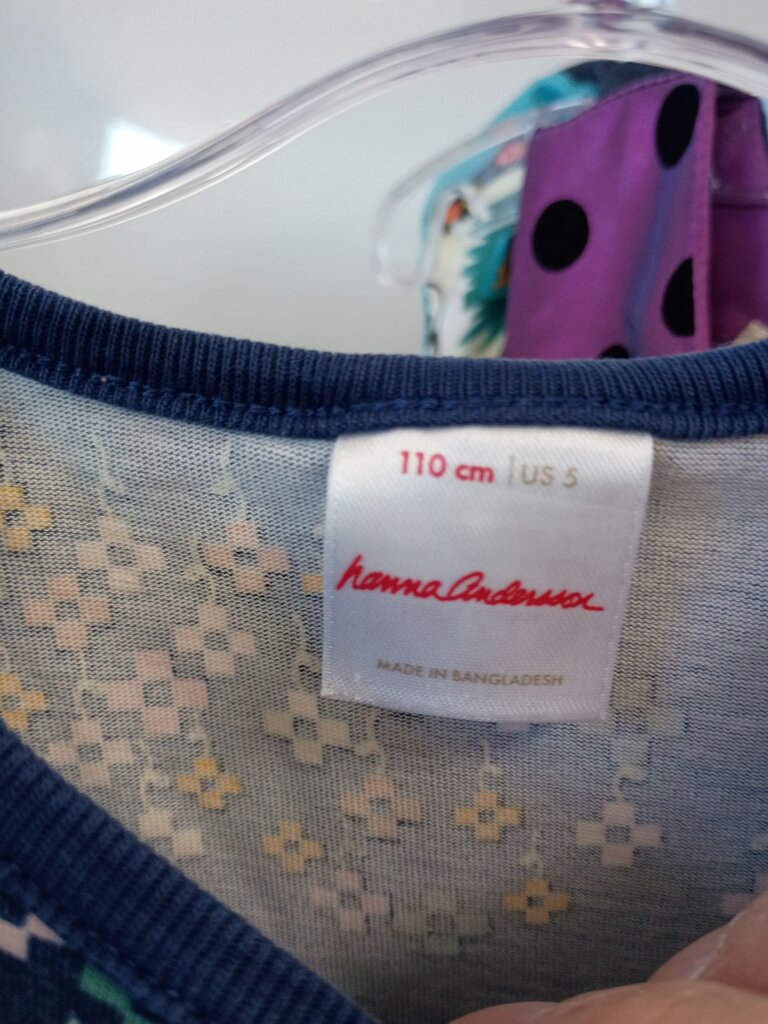 110 cm | US 5
hanna Andersson
MADE IN BANGLADESH